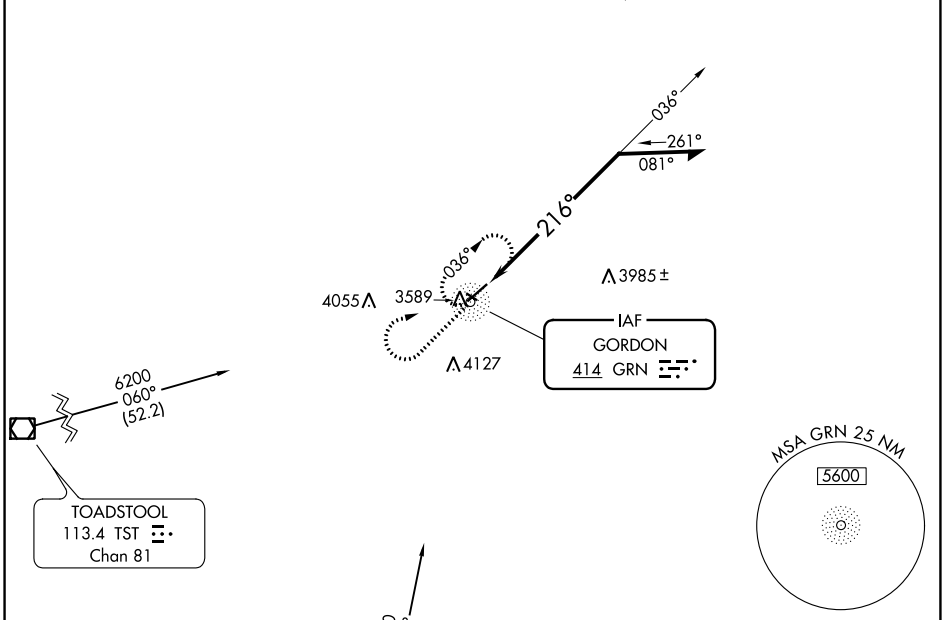 036°
261°
081°
216°
036°
3985±
4055
3589
IAF
GORDON
414 GRN
4127
6200
060°
(52.2)
MSA GRN 25 NM
5600
TOADSTOOL
113.4 TST
Chan 81